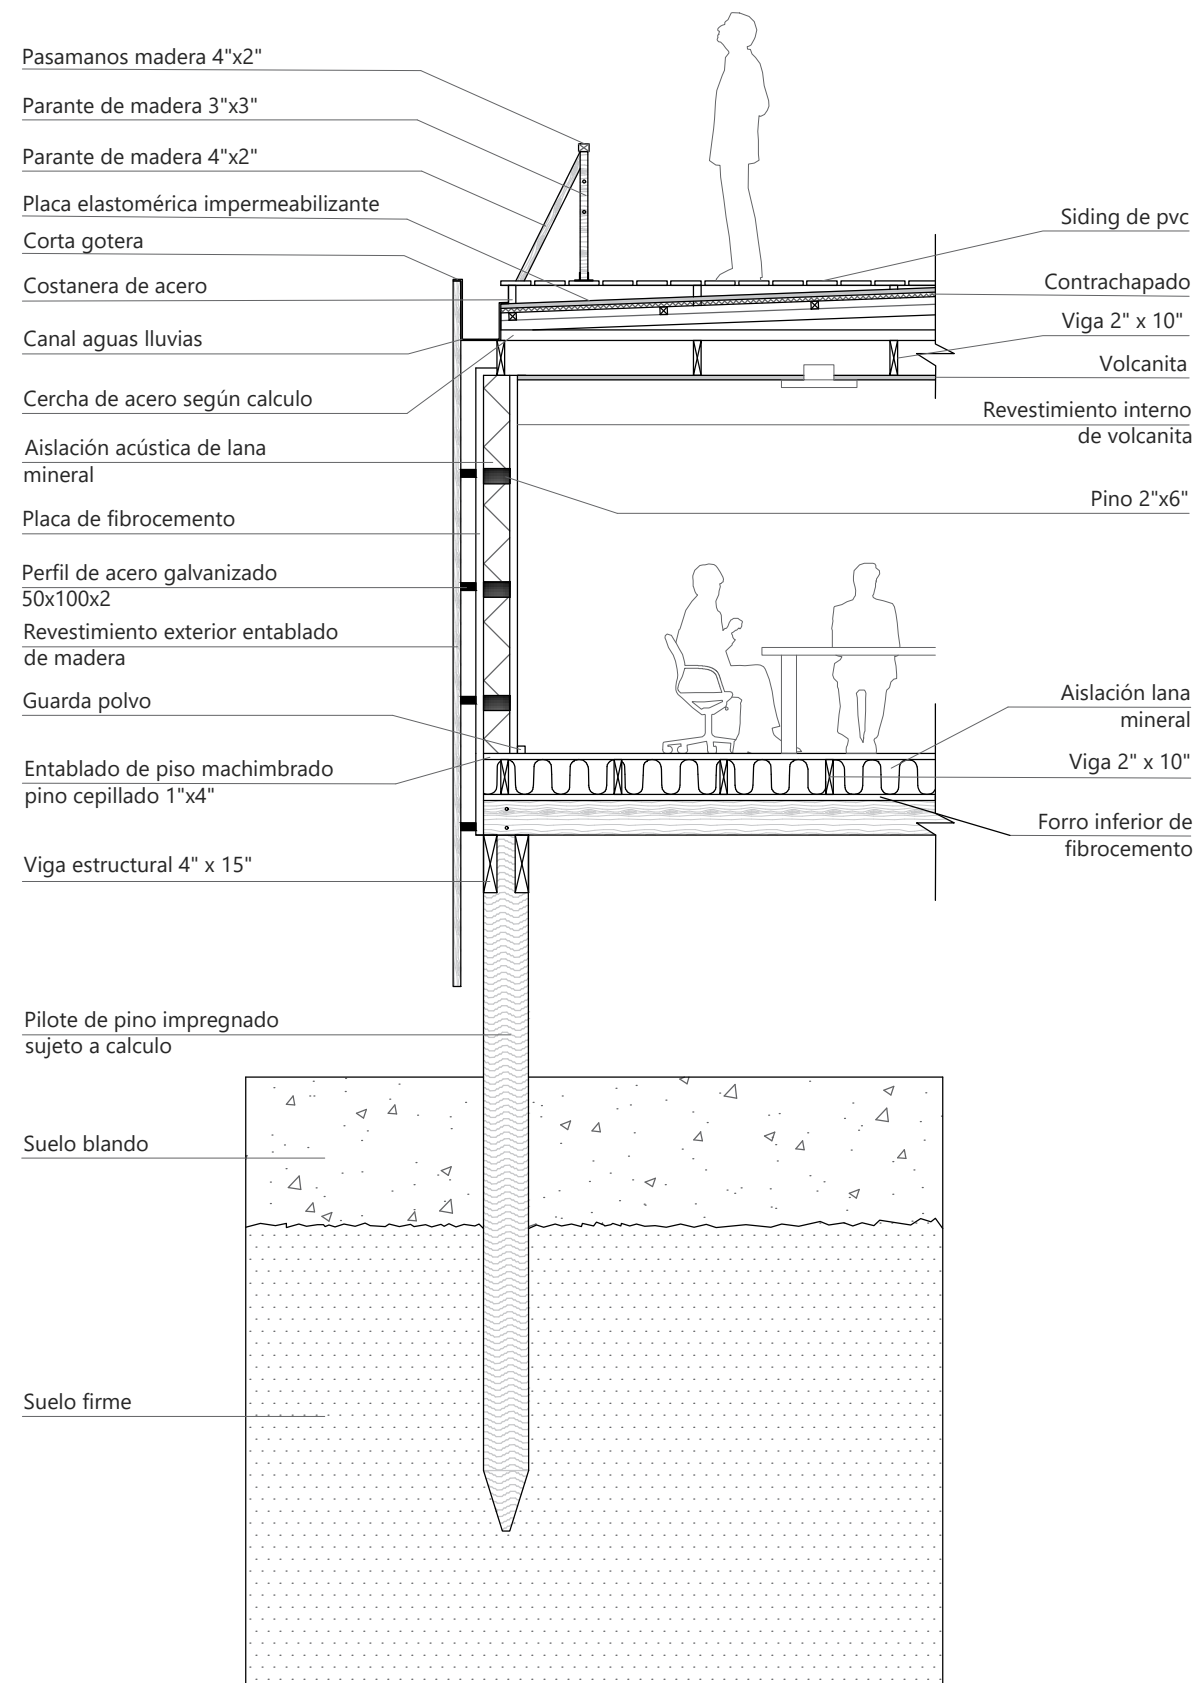 Pasamanos madera 4"x2"
Parante de madera 3"x3"
Parante de madera 4"x2"
Placa elastomérica impermeabilizante
Corta gotera
Costanera de acero
Canal aguas lluvias
Cercha de acero según calculo
Aislación acústica de lana
mineral
Placa de fibrocemento
Perfil de acero galvanizado
50x100x2
Revestimiento exterior entablado
de madera
Guarda polvo
Entablado de piso machimbrado
pino cepillado 1"x4"
Viga estructural 4" x 15"
Pilote de pino impregnado
sujeto a calculo
Suelo blando
Suelo firme
Siding de pvc
Contrachapado
Viga 2" x 10"
Volcanita
Revestimiento interno
de volcanita
Pino 2"x6"
Aislación lana
mineral
Viga 2" x 10"
Forro inferior de
fibrocemento